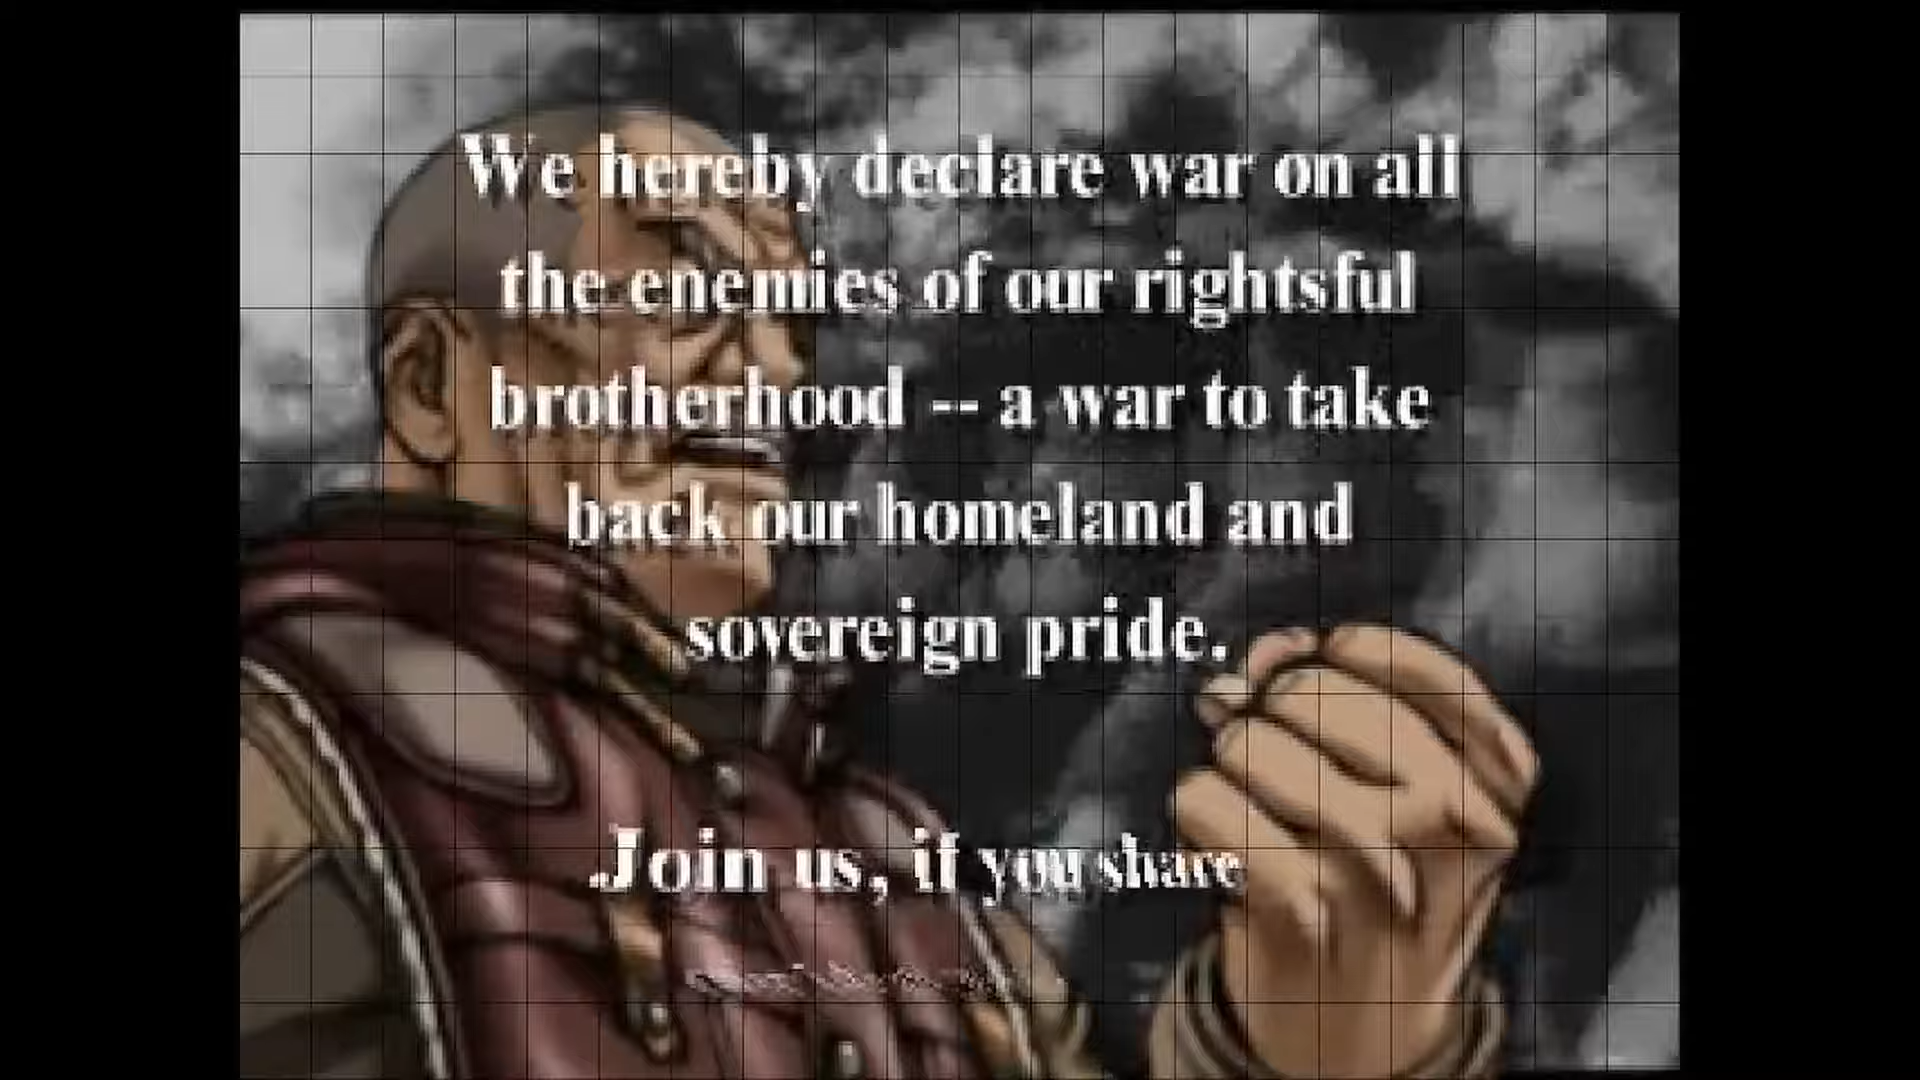 We hereby declare war on all
the enemies of our rightsful
brotherhood -- a war to take
back our homeland and
sovereign pride.
Join us, if you share